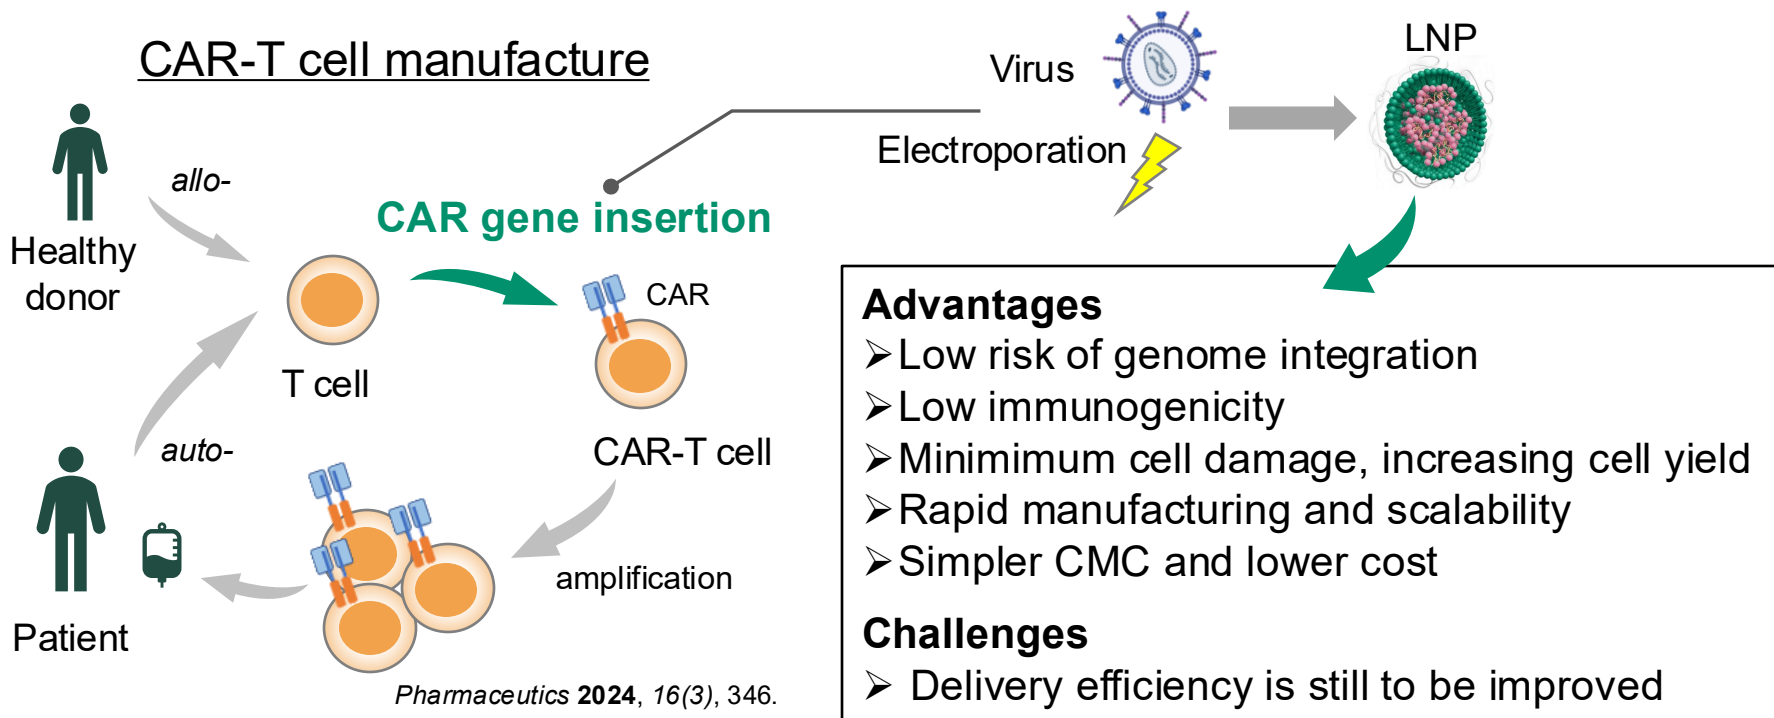 CAR-T cell manufacture
Healthy
donor
allo-
T cell
CAR gene insertion
CAR
CAR-T cell
auto-
Patient
amplification
Pharmaceutics 2024, 16(3), 346.
Virus
Electroporation
LNP
Advantages
➢Low risk of genome integration
➢Low immunogenicity
➢Minimimum cell damage, increasing cell yield
➢Rapid manufacturing and scalability
➢Simpler CMC and lower cost
Challenges
➢ Delivery efficiency is still to be improved